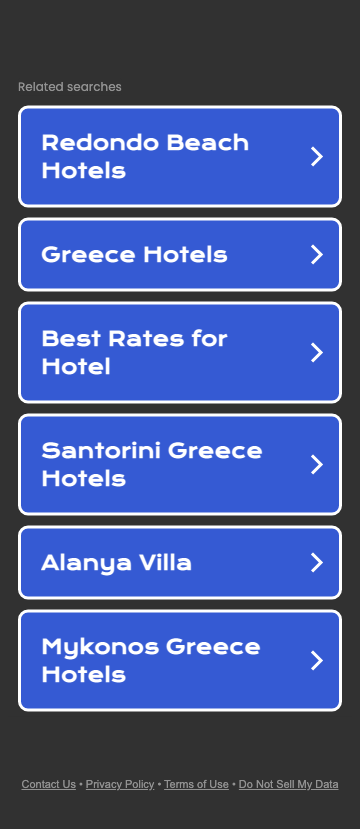 Related searches
Redondo Beach
Hotels
Greece Hotels
Best Rates for
Hotel
Santorini Greece
Hotels
Alanya Villa
Mykonos Greece
Hotels
Contact Us • Privacy Policy • Terms of Use • Do Not Sell My Data